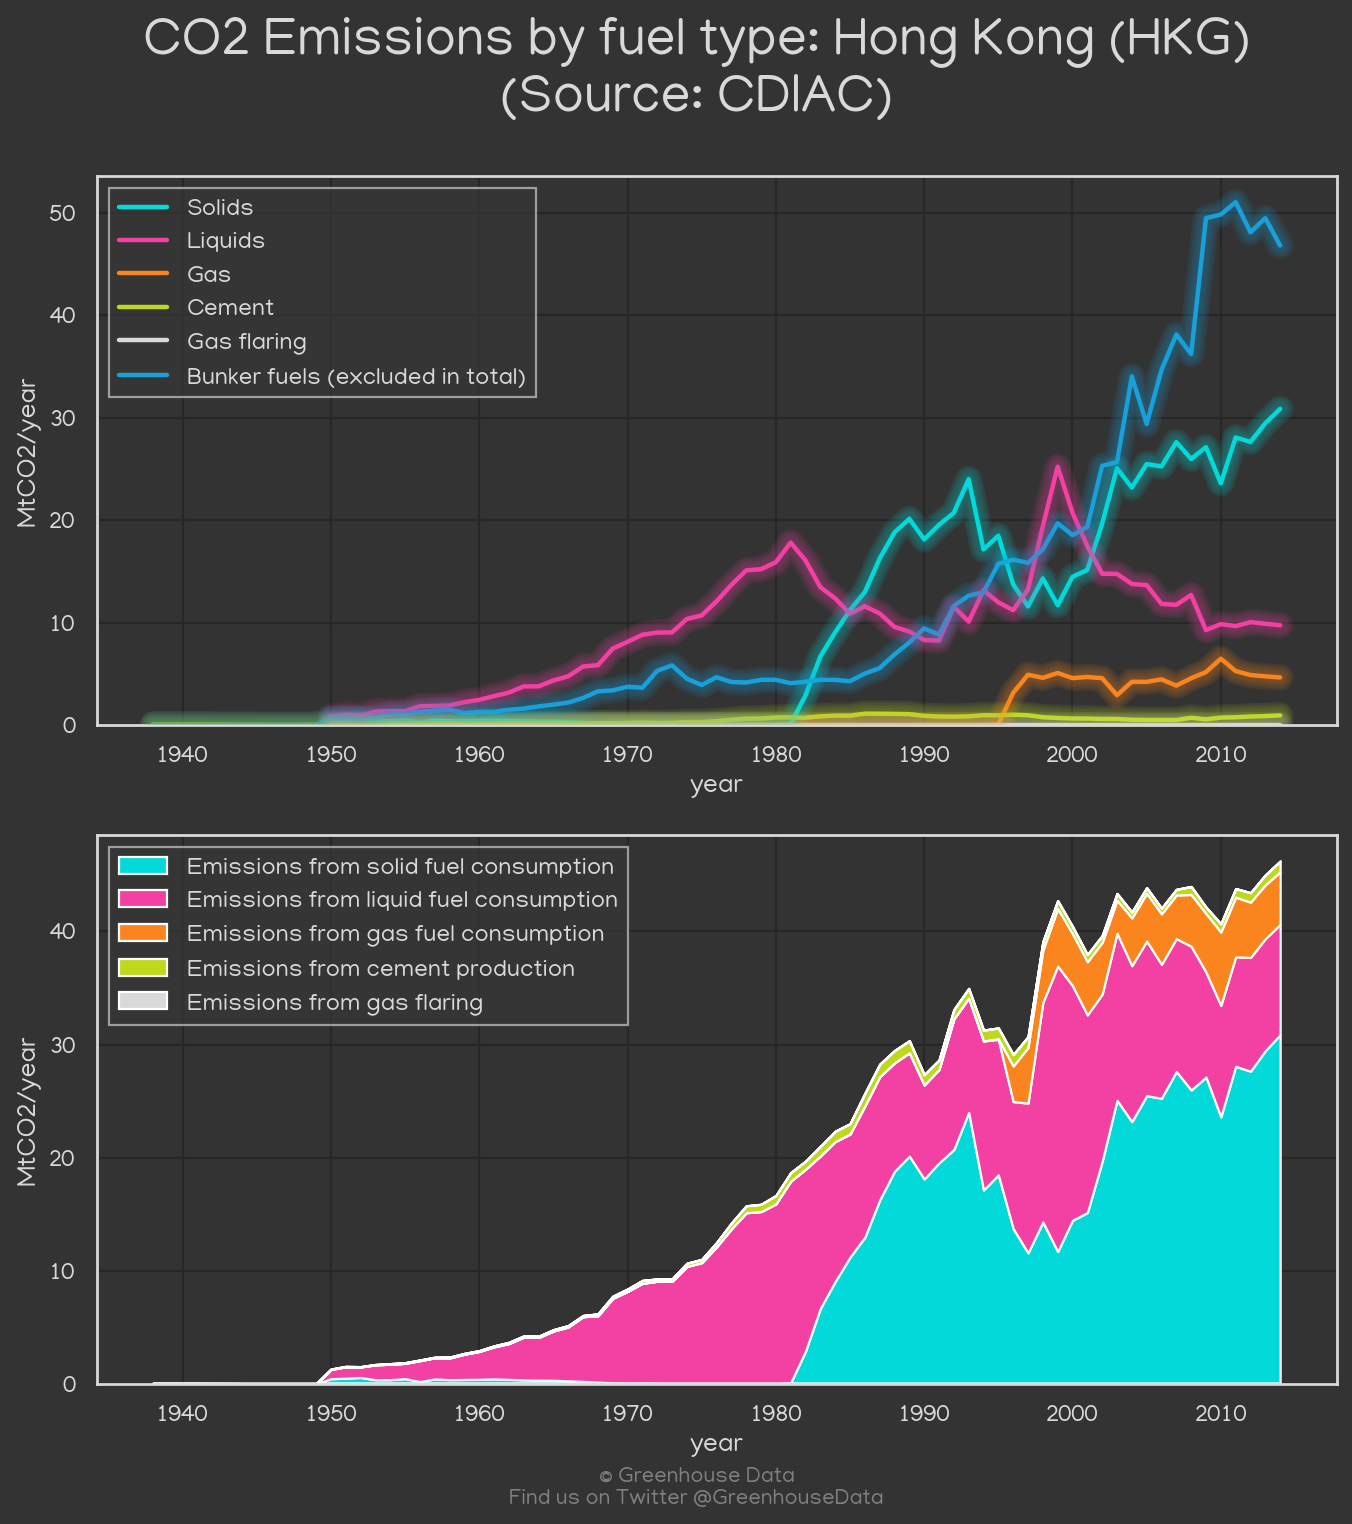 CO2 Emissions by fuel type: Hong Kong (HKG)
(Source: CDIAC)
Solids
Liquids
Gas
Cement
Gas flaring
Bunker fuels (excluded in total)
MtCO2/year
50
40
30
20
10
0
1940 1950 1960 1970 1980 1990 2000 2010
year
Emissions from solid fuel consumption
Emissions from liquid fuel consumption
Emissions from gas fuel consumption
Emissions from cement production
Emissions from gas flaring
MtCO2/year
40
30
20
10
0
1940 1950 1960 1970 1980 1990 2000 2010
year
© Greenhouse Data
Find us on Twitter @GreenhouseData